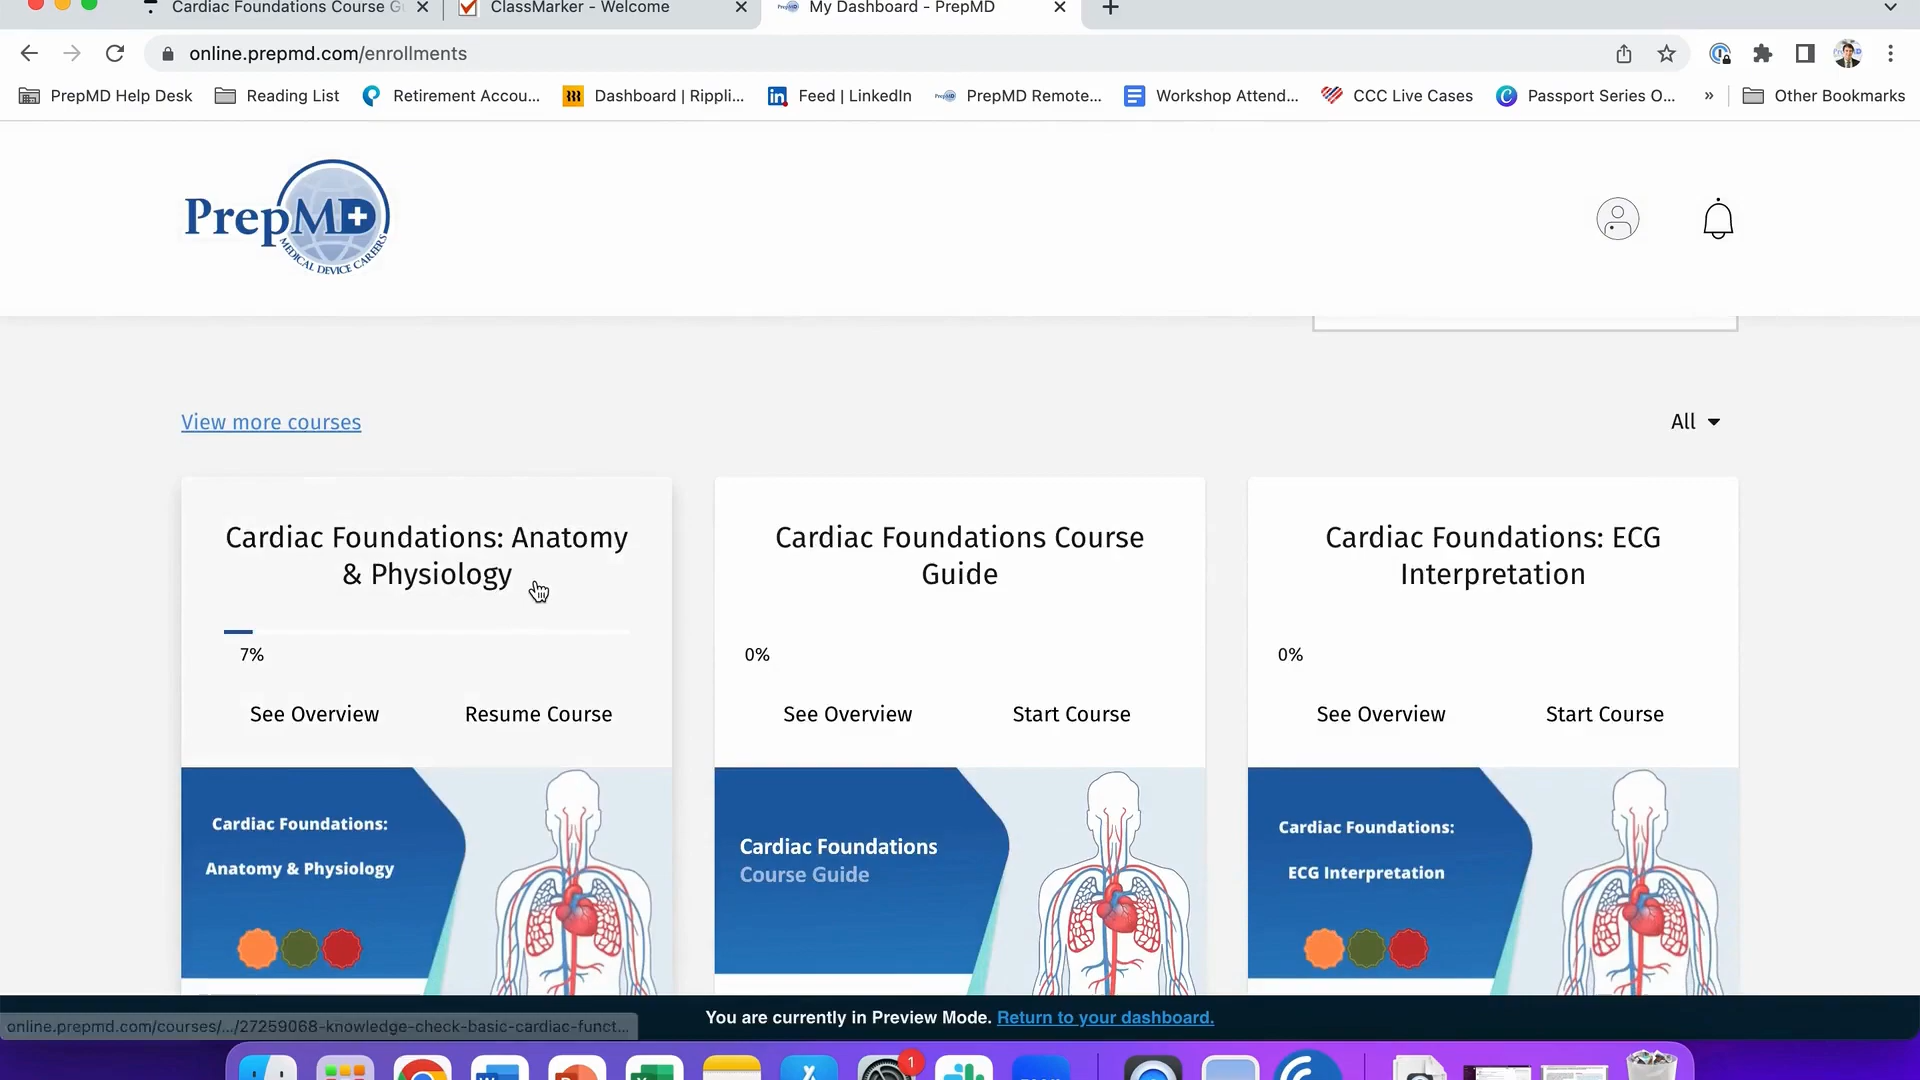 Cardiac Foundations Course G
ClassMarker - Welcome
My Dashboard - PrepMD
online.prepmd.com/enrollments
PrepMD Help Desk
Reading List
Retirement Accou...
Dashboard | Rippli...
Feed | LinkedIn
PrepMD Remote...
Workshop Attend...
CCC Live Cases
Passport Series O...
»
Other Bookmarks
PrepMD
MEDICAL DEVICE CAREERS
View more courses
All
Cardiac Foundations: Anatomy
& Physiology
7%
See Overview
Resume Course
Cardiac Foundations:
Anatomy & Physiology
Cardiac Foundations Course
Guide
0%
See Overview
Start Course
Cardiac Foundations
Course Guide
Cardiac Foundations: ECG
Interpretation
0%
See Overview
Start Course
Cardiac Foundations:
ECG Interpretation
You are currently in Preview Mode. Return to your dashboard.
online.prepmd.com/courses/.../27259068-knowledge-check-basic-cardiac-funct...
1